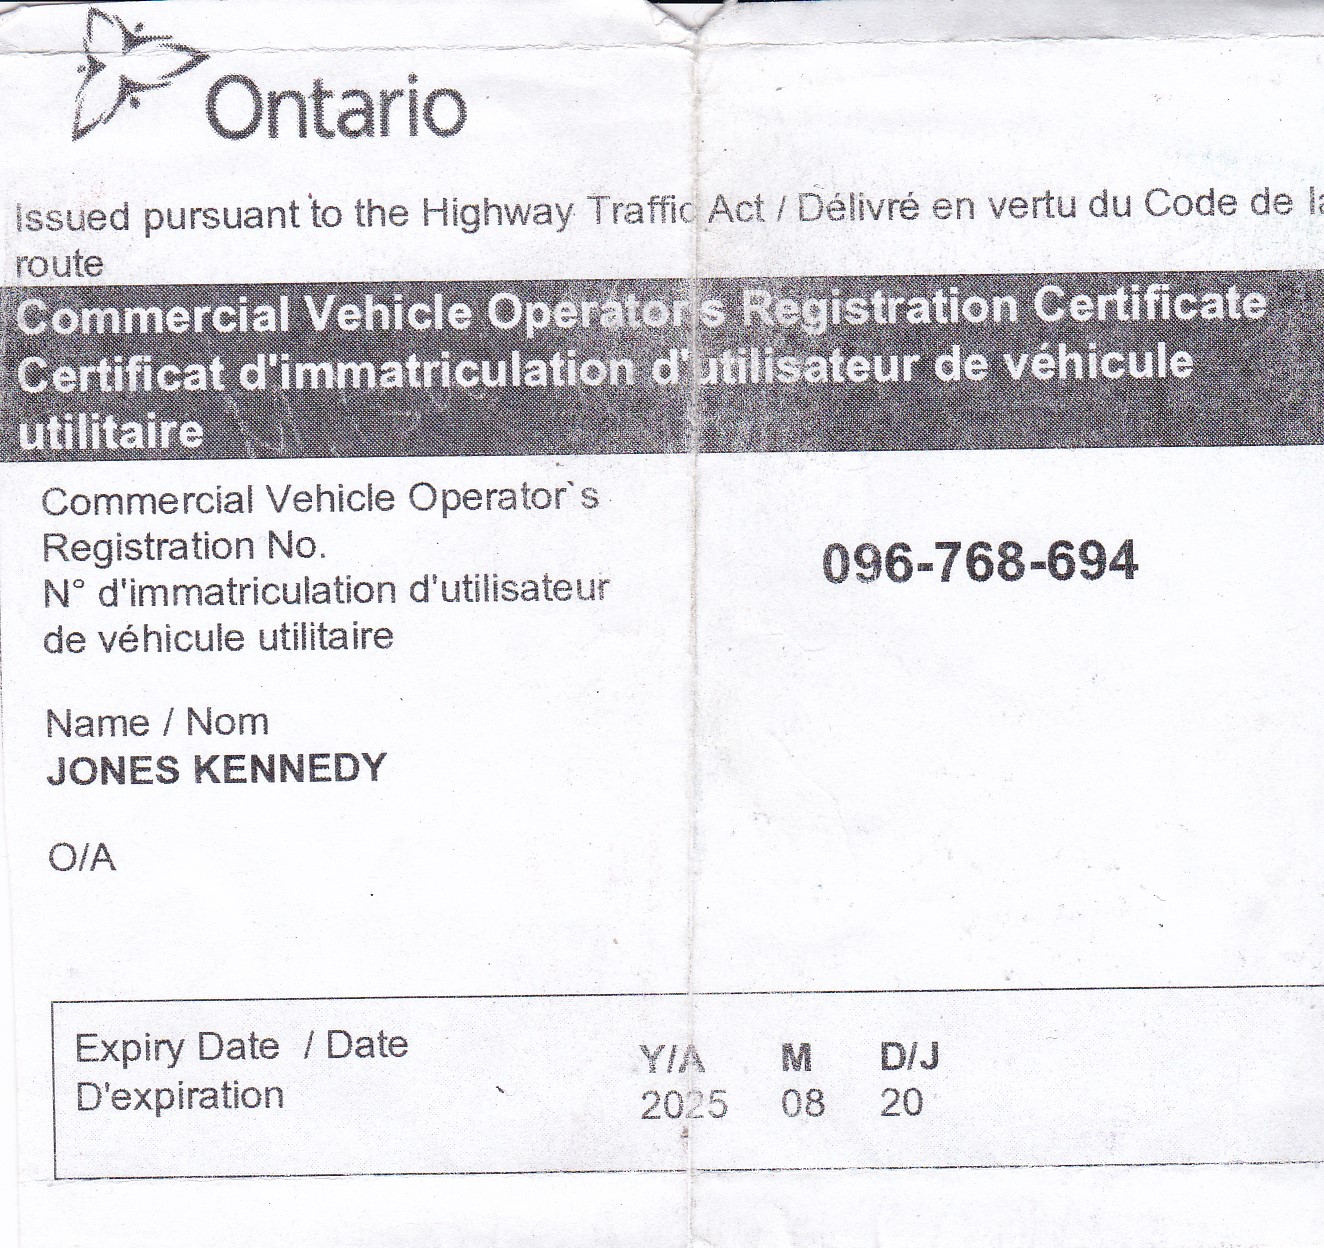 Ontario
Issued pursuant to the Highway Traffic Act / Délivré en vertu du Code de la
route
Commercial Vehicle Operator's Registration Certificate
Certificat d'immatriculation d'utilisateur de véhicule
utilitaire
Commercial Vehicle Operator`s
Registration No.
096-768-694
N° d'immatriculation d'utilisateur
de véhicule utilitaire
Name / Nom
JONES KENNEDY
O/A
Expiry Date / Date
D'expiration
Y/A M D/J
2025 08 20